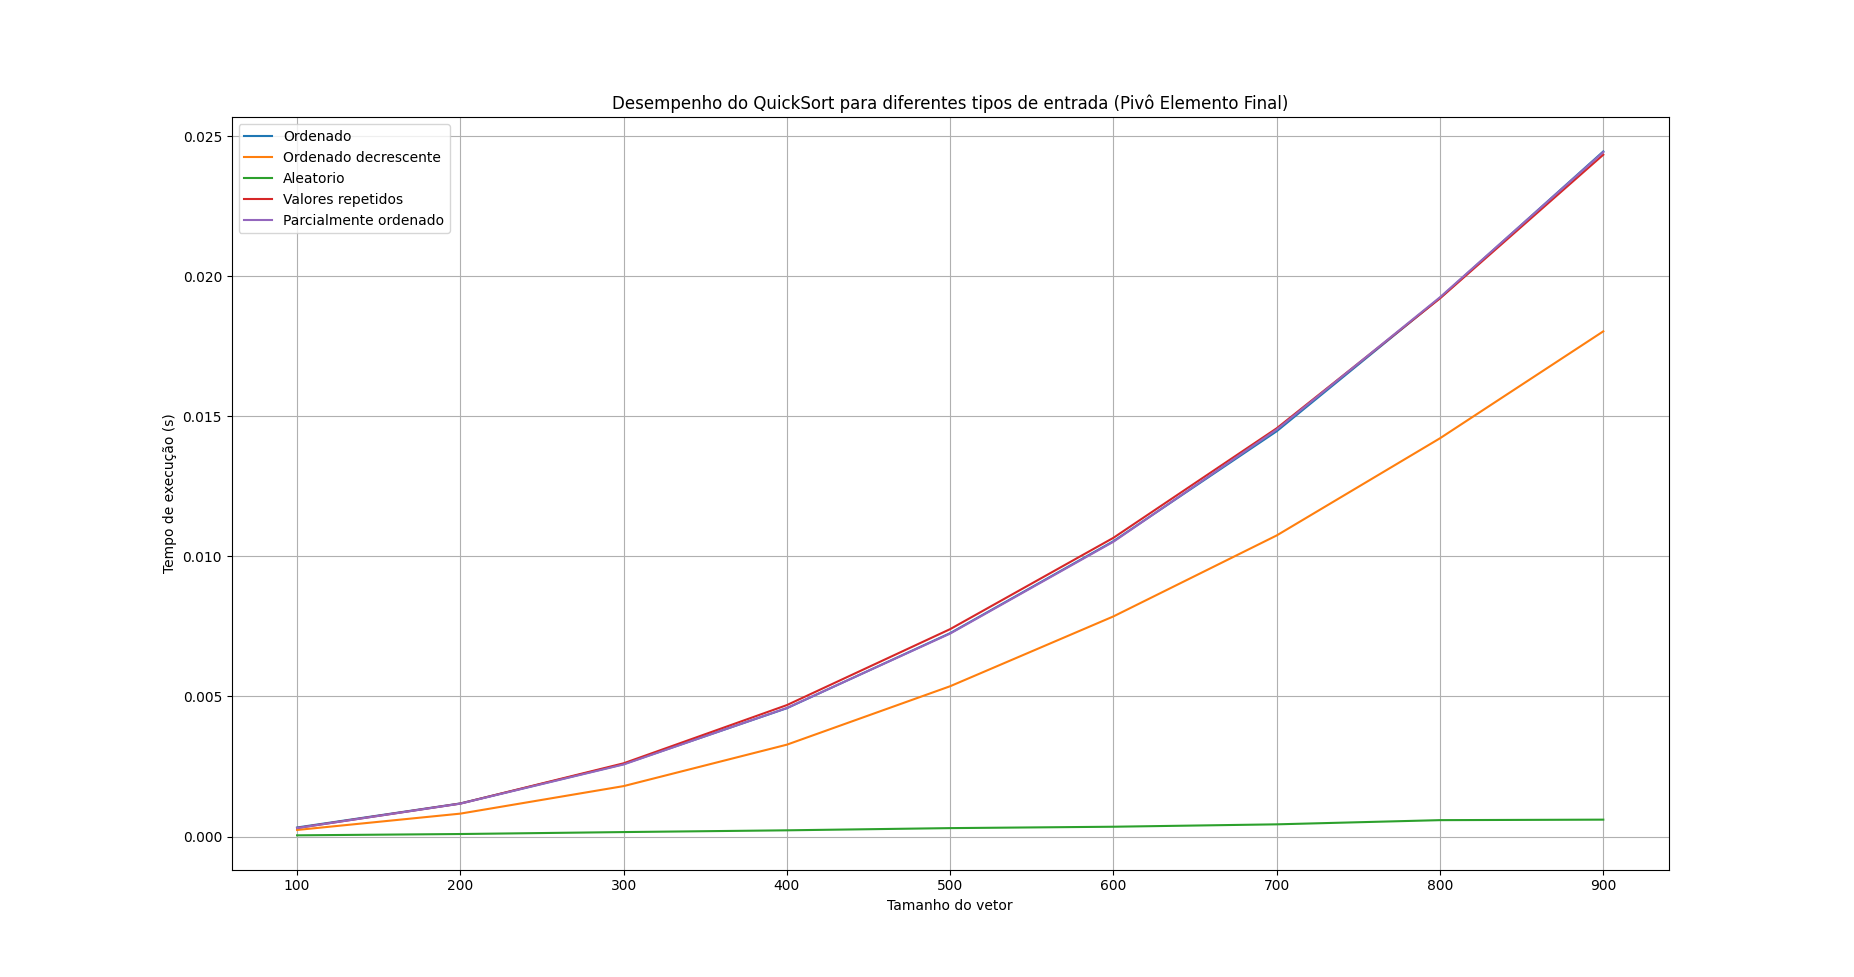 Desempenho do QuickSort para diferentes tipos de entrada (Pivô Elemento Final)
Ordenado
Ordenado decrescente
Aleatorio
Valores repetidos
Parcialmente ordenado
0.025
0.020
0.015
0.010
0.005
0.000
Tempo de execução (s)
100 200 300 400 500 600 700 800 900
Tamanho do vetor